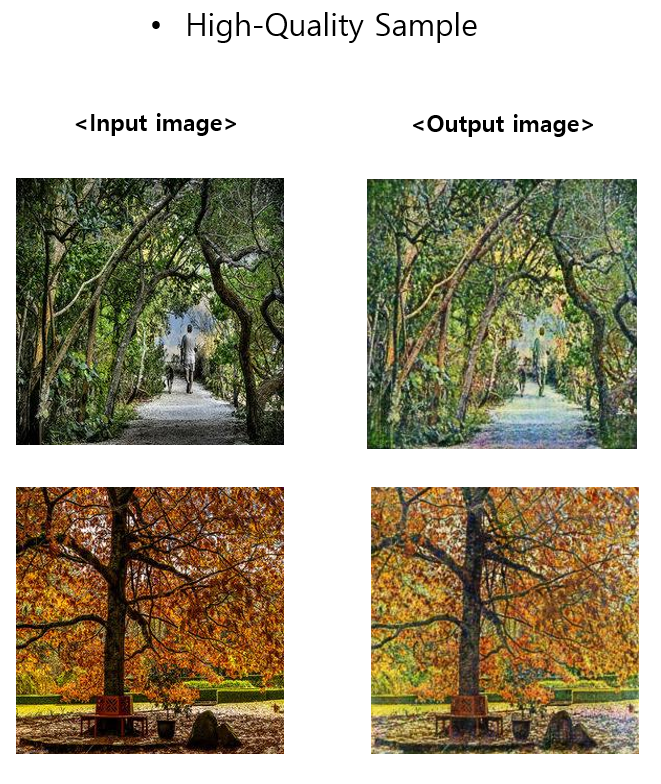 • High-Quality Sample
<Input image>
<Output image>